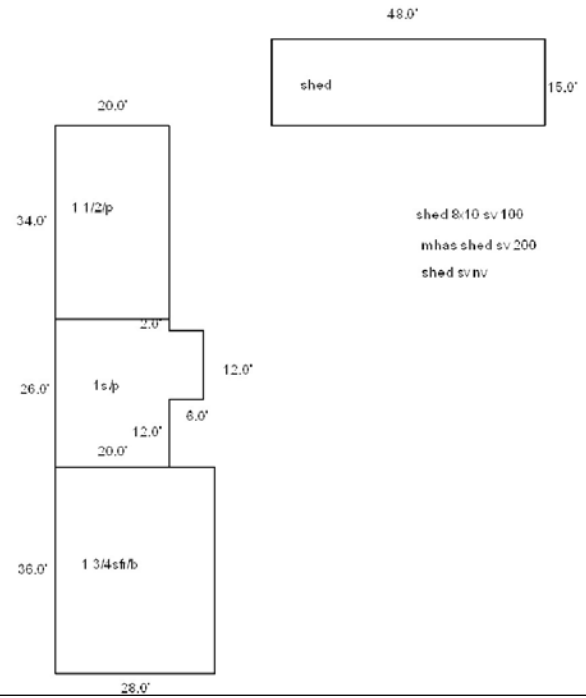 48.0'
shed
15.0'
20.0'
1 1/2/p
34.0'
shed 8x10 sv 100
mhas shed sv 200
shed sv nv
2.0'
12.0'
1s/p
26.0'
6.0'
12.0'
20.0'
1 3/4sfr/b
36.0'
28.0'